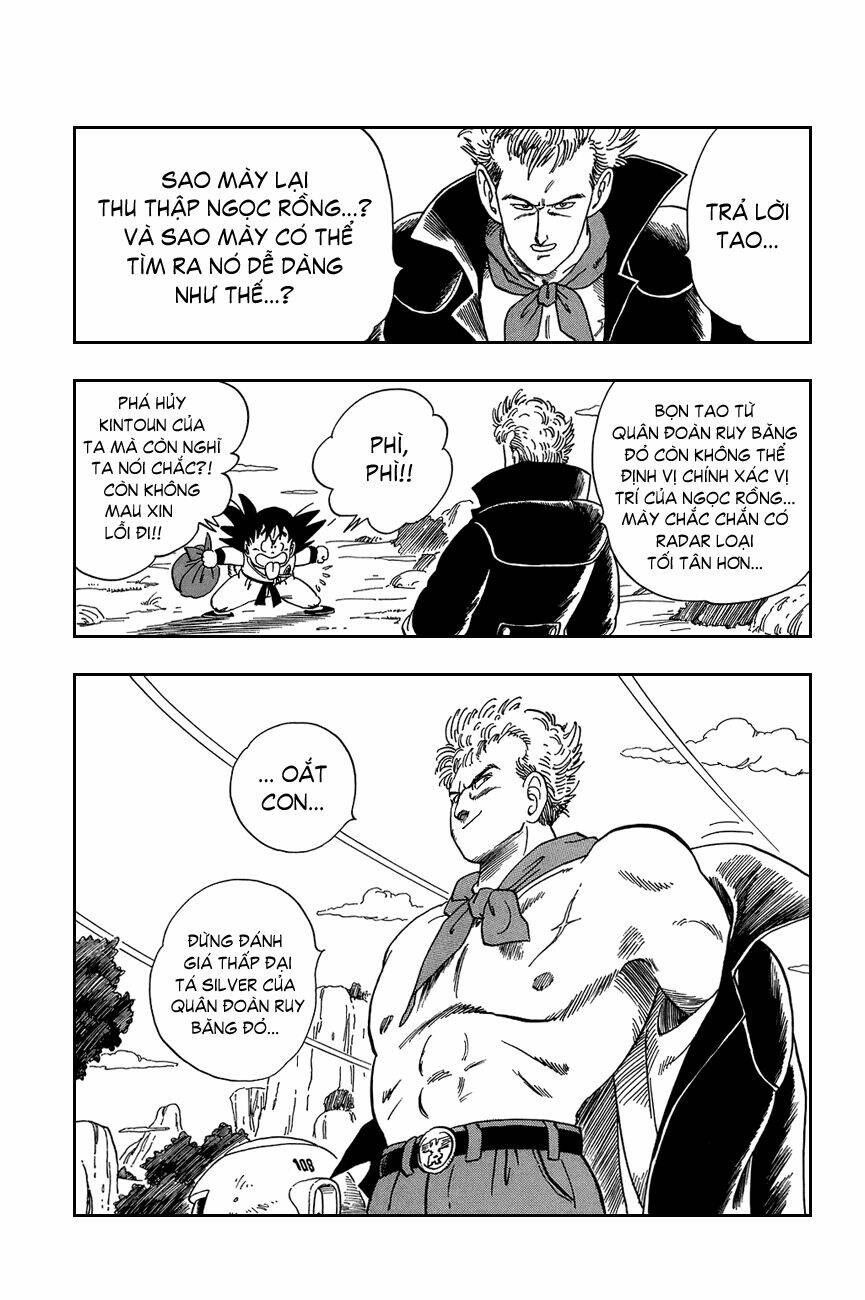 TRẢ LỜI
TAO...
SAO MÀY LẠI
THU THẬP NGỌC RỒNG...?
VÀ SAO MÀY CÓ THỂ
TÌM RA NÓ DỄ DÀNG
NHƯ THẾ...?
BỌN TAO TỪ
QUÂN ĐOÀN RUY BĂNG
ĐỎ CÒN KHÔNG THỂ
ĐỊNH VỊ CHÍNH XÁC VỊ
TRÍ CỦA NGỌC RỒNG...
MÀY CHẮC CHẮN CÓ
RADAR LOẠI
TỐI TÂN HƠN...
PHÌ,
PHÌ!!
PHÁ HỦY
KINTOUN CỦA
TA MÀ CÒN NGHĨ
TA NÓI CHẮC?!
CÒN KHÔNG
MAU XIN
LỖI ĐI!!
... OẮT
CON...
ĐỪNG ĐÁNH
GIÁ THẤP ĐẠI
TÁ SILVER CỦA
QUÂN ĐOÀN RUY
BĂNG ĐỎ...
109